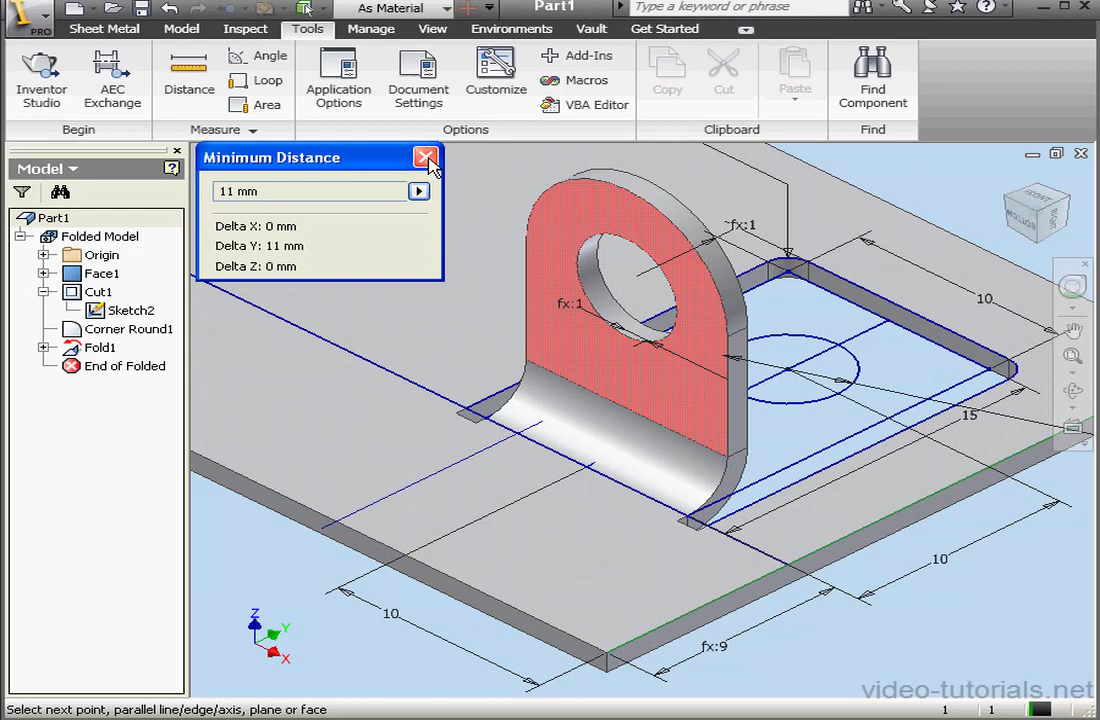 PRO
As Material
Part1
Type a keyword or phrase
Sheet Metal Model Inspect Tools Manage View Environments Vault Get Started
Inventor Studio
AEC Exchange
Distance
Angle
Loop
Area
Application Options
Document Settings
Customize
Add-Ins
Macros
VBA Editor
Copy
Cut
Paste
Find Component
Begin
Measure
Options
Clipboard
Find
Model
Part1
Folded Model
Origin
Face1
Cut1
Sketch2
Corner Round1
Fold1
End of Folded
Minimum Distance
11 mm
Delta X: 0 mm
Delta Y: 11 mm
Delta Z: 0 mm
fx:1
fx:1
10
15
10
10
fx:9
BOTTOM
RIGHT
Z
Y
X
video-tutorials.net
Select next point, parallel line/edge/axis, plane or face
1 1